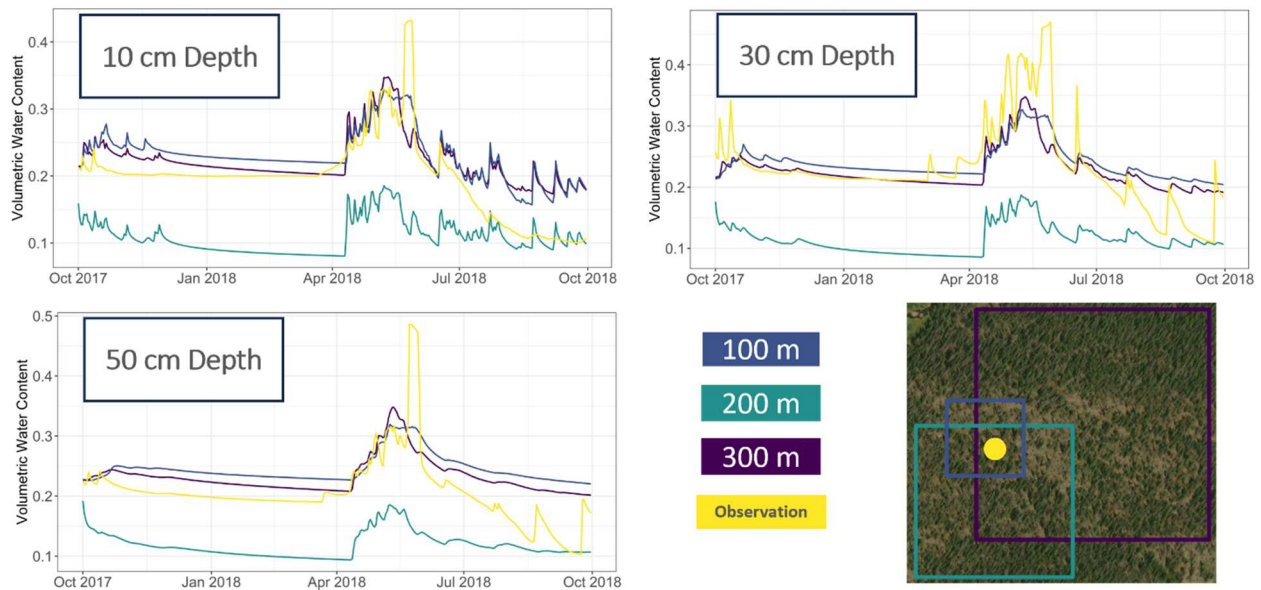 Volumetric Water Content
10 cm Depth
0.4
0.3
0.2
0.1
Oct 2017
Jan 2018
Apr 2018
Jul 2018
Oct 2018
Volumetric Water Content
30 cm Depth
0.4
0.3
0.2
0.1
Oct 2017
Jan 2018
Apr 2018
Jul 2018
Oct 2018
Volumetric Water Content
50 cm Depth
0.5
0.4
0.3
0.2
0.1
Oct 2017
Jan 2018
Apr 2018
Jul 2018
Oct 2018
100 m
200 m
300 m
Observation